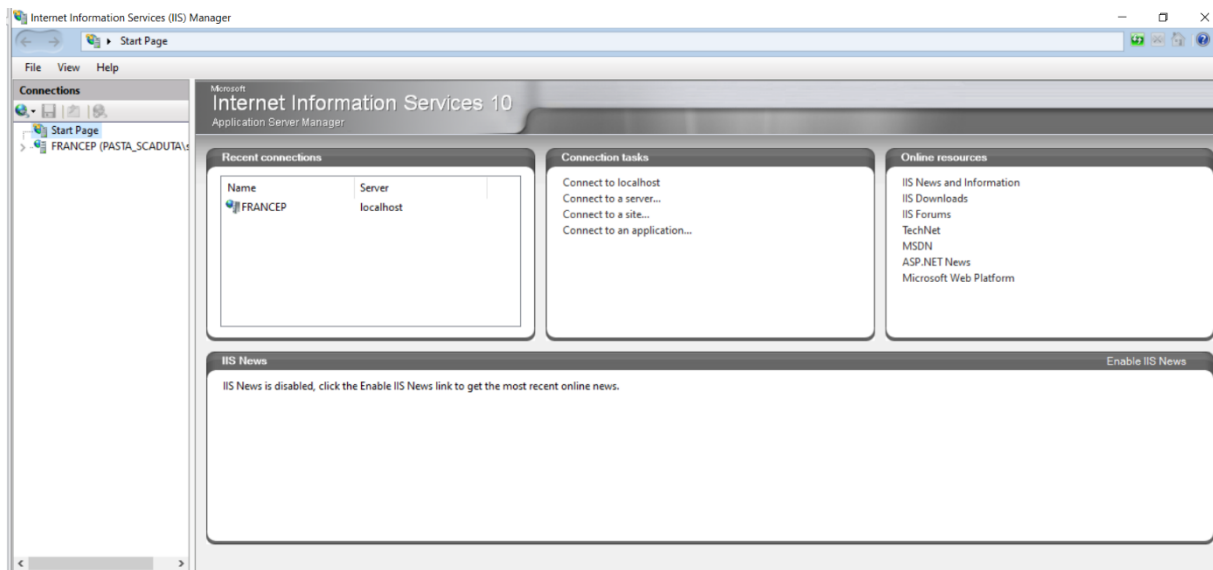 Internet Information Services (IIS) Manager
Start Page
File View Help
Connections
Start Page
FRANCEP (PASTA_SCADUTA\s
Microsoft
Internet Information Services 10
Application Server Manager
Recent connections
Name Server
FRANCEP localhost
Connection tasks
Connect to localhost
Connect to a server...
Connect to a site...
Connect to an application...
Online resources
IIS News and Information
IIS Downloads
IIS Forums
TechNet
MSDN
ASP.NET News
Microsoft Web Platform
IIS News Enable IIS News
IIS News is disabled, click the Enable IIS News link to get the most recent online news.